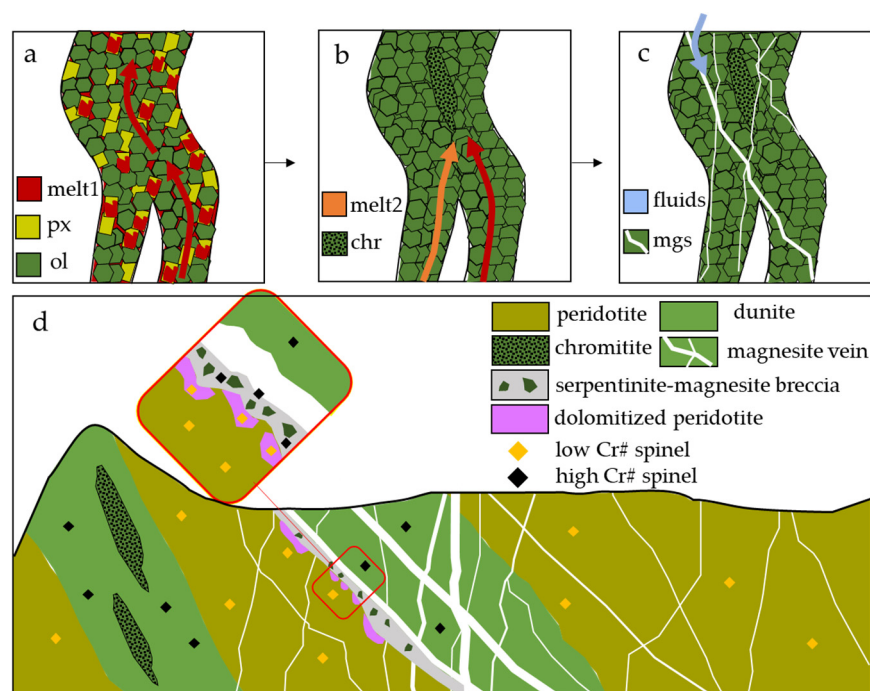 a
melt1
px
ol
b
melt2
chr
c
fluids
mgs
d
peridotite
dunite
chromitite
magnesite vein
serpentinite-magnesite breccia
dolomitized peridotite
low Cr# spinel
high Cr# spinel